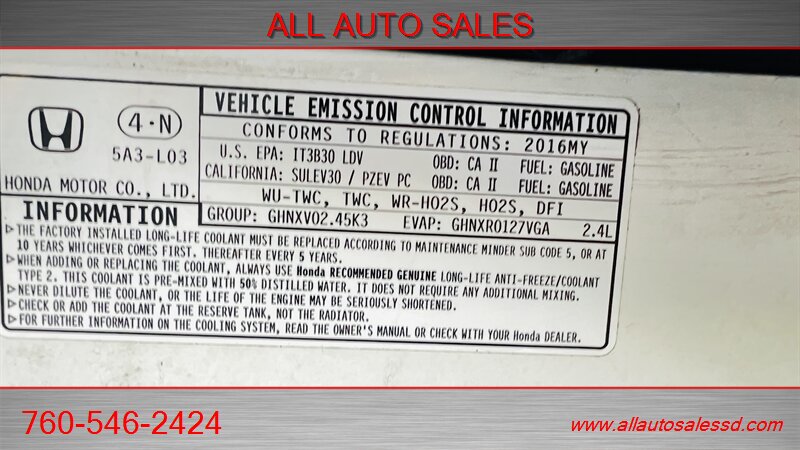 ALL AUTO SALES
4·N
5A3-L03
HONDA MOTOR CO., LTD.
VEHICLE EMISSION CONTROL INFORMATION
CONFORMS TO REGULATIONS: 2016MY
U.S. EPA: IT3B30 LDV OBD: CA II FUEL: GASOLINE
CALIFORNIA: SULEV30 / PZEV PC OBD: CA II FUEL: GASOLINE
WU-TWC, TWC, WR-HO2S, HO2S, DFI
GROUP: GHNXV02.45K3 EVAP: GHNXR0127VGA 2.4L
INFORMATION
▷THE FACTORY INSTALLED LONG-LIFE COOLANT MUST BE REPLACED ACCORDING TO MAINTENANCE MINDER SUB CODE 5, OR AT
10 YEARS WHICHEVER COMES FIRST. THEREAFTER EVERY 5 YEARS.
▷WHEN ADDING OR REPLACING THE COOLANT, ALWAYS USE Honda RECOMMENDED GENUINE LONG-LIFE ANTI-FREEZE/COOLANT
TYPE 2. THIS COOLANT IS PRE-MIXED WITH 50% DISTILLED WATER. IT DOES NOT REQUIRE ANY ADDITIONAL MIXING.
▷NEVER DILUTE THE COOLANT, OR THE LIFE OF THE ENGINE MAY BE SERIOUSLY SHORTENED.
▷CHECK OR ADD THE COOLANT AT THE RESERVE TANK, NOT THE RADIATOR.
▷FOR FURTHER INFORMATION ON THE COOLING SYSTEM, READ THE OWNER'S MANUAL OR CHECK WITH YOUR Honda DEALER.
760-546-2424
www.allautosalessd.com